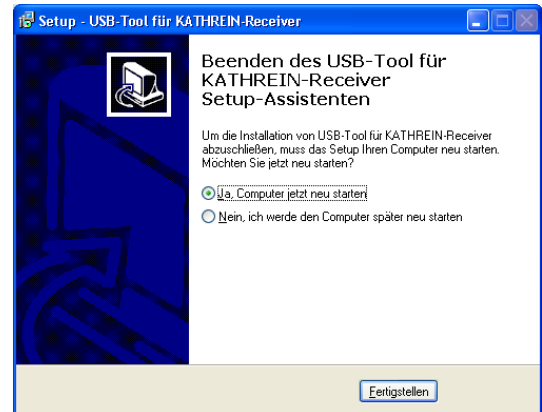 Setup - USB-Tool für KATHREIN-Receiver
Beenden des USB-Tool für
KATHREIN-Receiver
Setup-Assistenten
Um die Installation von USB-Tool für KATHREIN-Receiver
abzuschließen, muss das Setup Ihren Computer neu starten.
Möchten Sie jetzt neu starten?
Ja, Computer jetzt neu starten
Nein, ich werde den Computer später neu starten
Fertigstellen